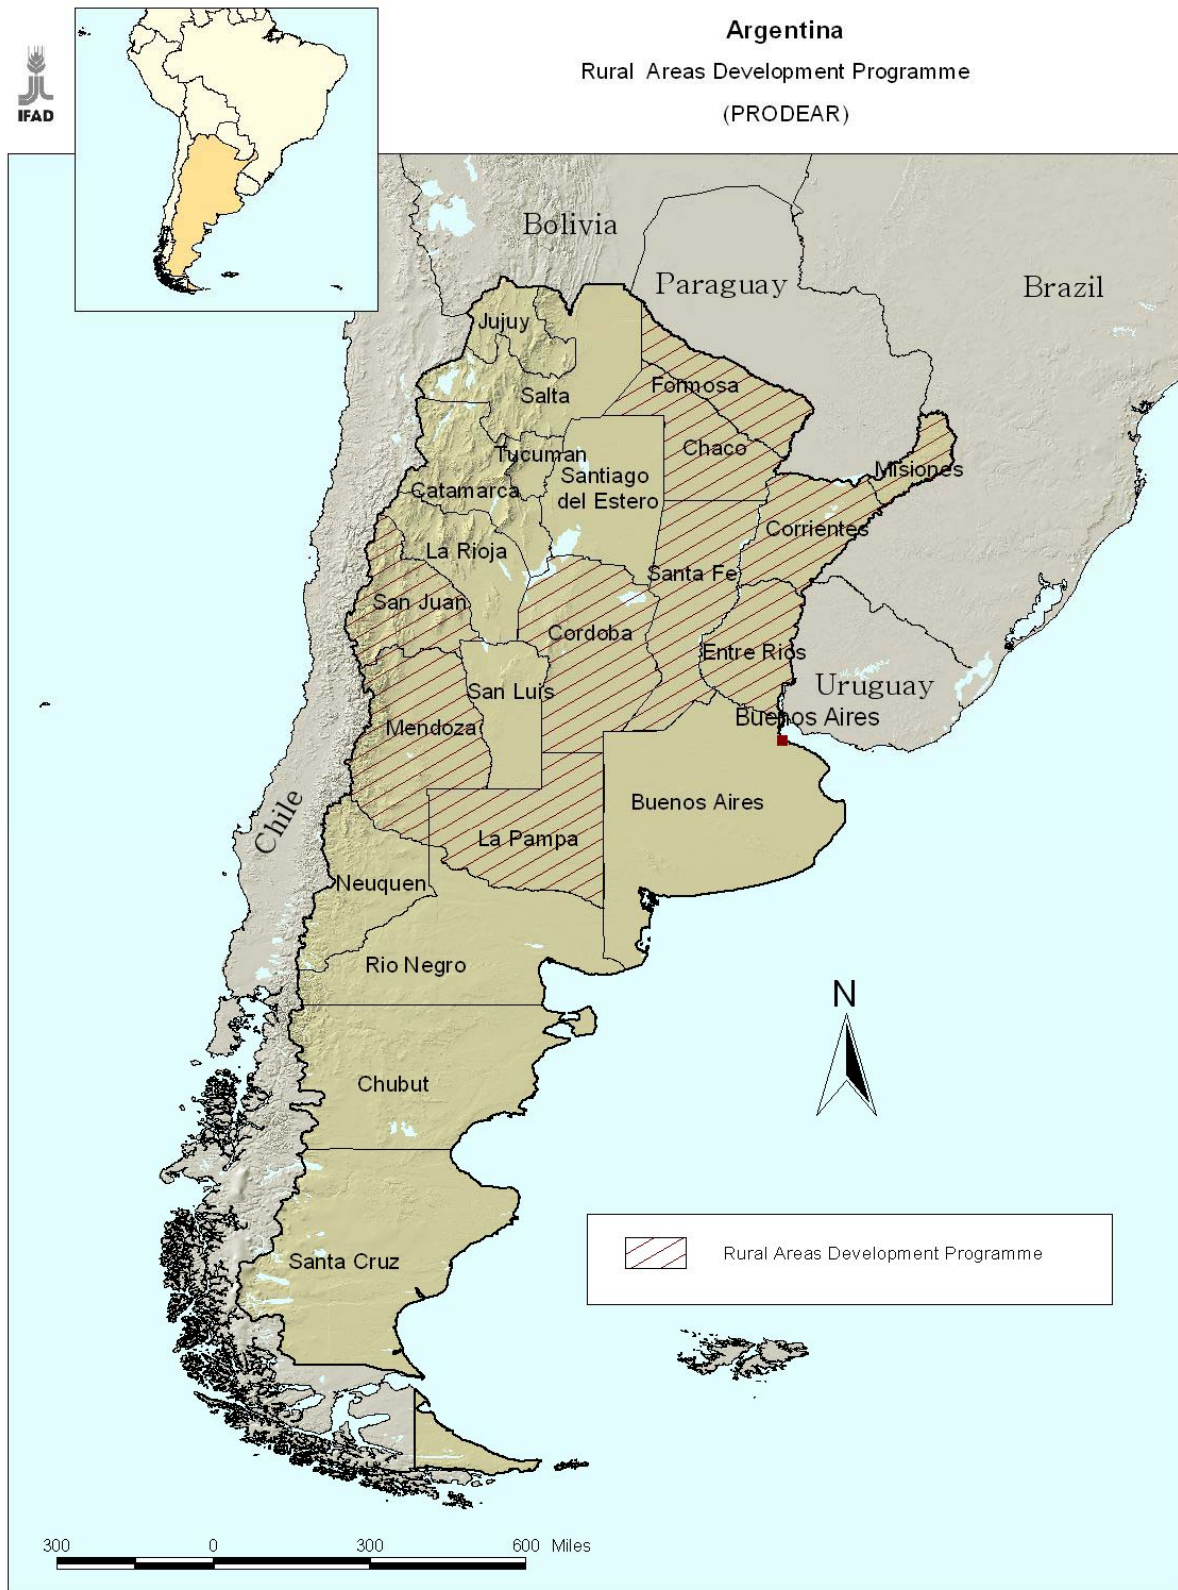 Argentina
Rural Areas Development Programme
(PRODEAR)
IFAD
Bolivia
Paraguay
Brazil
Jujuy
Formosa
Salta
Chaco
Tucuman
Misiones
Santiago
del Estero
Catamarca
Corrientes
La Rioja
Santa Fe
San Juan
Cordoba
Entre Rios
Uruguay
San Luis
Buenos Aires
Mendoza
Buenos Aires
Chile
La Pampa
Neuquen
Rio Negro
N
Chubut
Santa Cruz
Rural Areas Development Programme
300 0 300 600 Miles